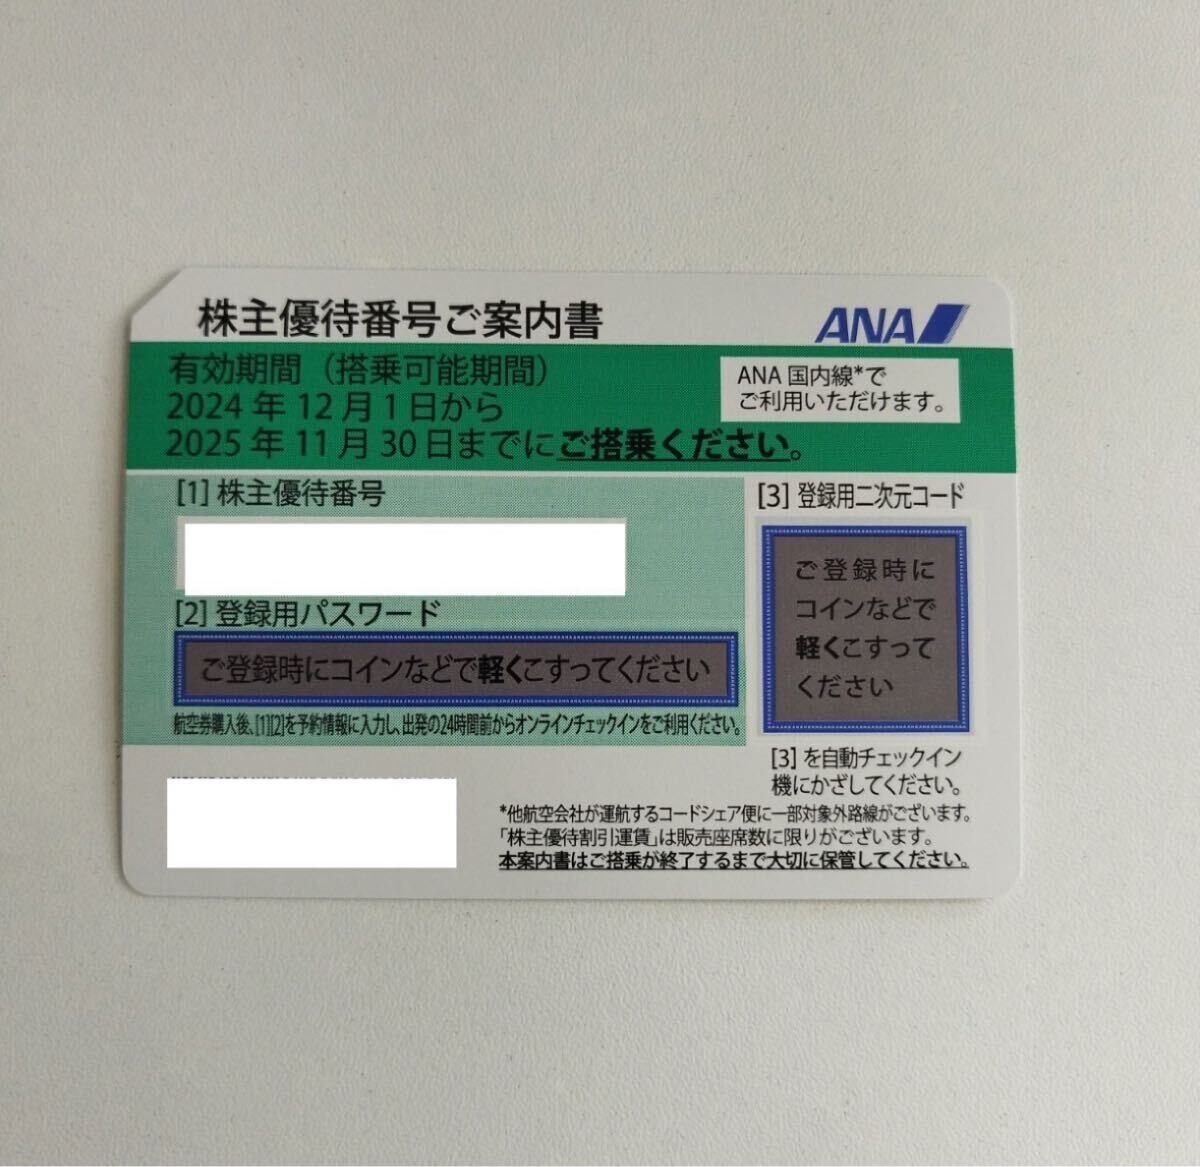 株主優待番号ご案内書
ANA
有効期間（搭乗可能期間）
2024年12月1日から
2025年11月30日までにご搭乗ください。
ANA国内線*で
ご利用いただけます。
[1] 株主優待番号
[2] 登録用パスワード
ご登録時にコインなどで軽くこすってください
航空券購入後、[1][2]を予約情報に入力し、出発の24時間前からオンラインチェックインをご利用ください。
[3] 登録用二次元コード
ご登録時に
コインなどで
軽くこすって
ください
[3] を自動チェックイン
機にかざしてください。
*他航空会社が運航するコードシェア便に一部対象外路線がございます。
「株主優待割引運賃」は販売座席数に限りがございます。
本案内書はご搭乗が終了するまで大切に保管してください。